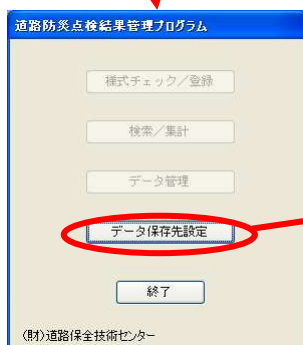 道路防災点検結果管理プログラム
様式チェック／登録
検索／集計
データ管理
データ保存先設定
終了
(財)道路保全技術センター